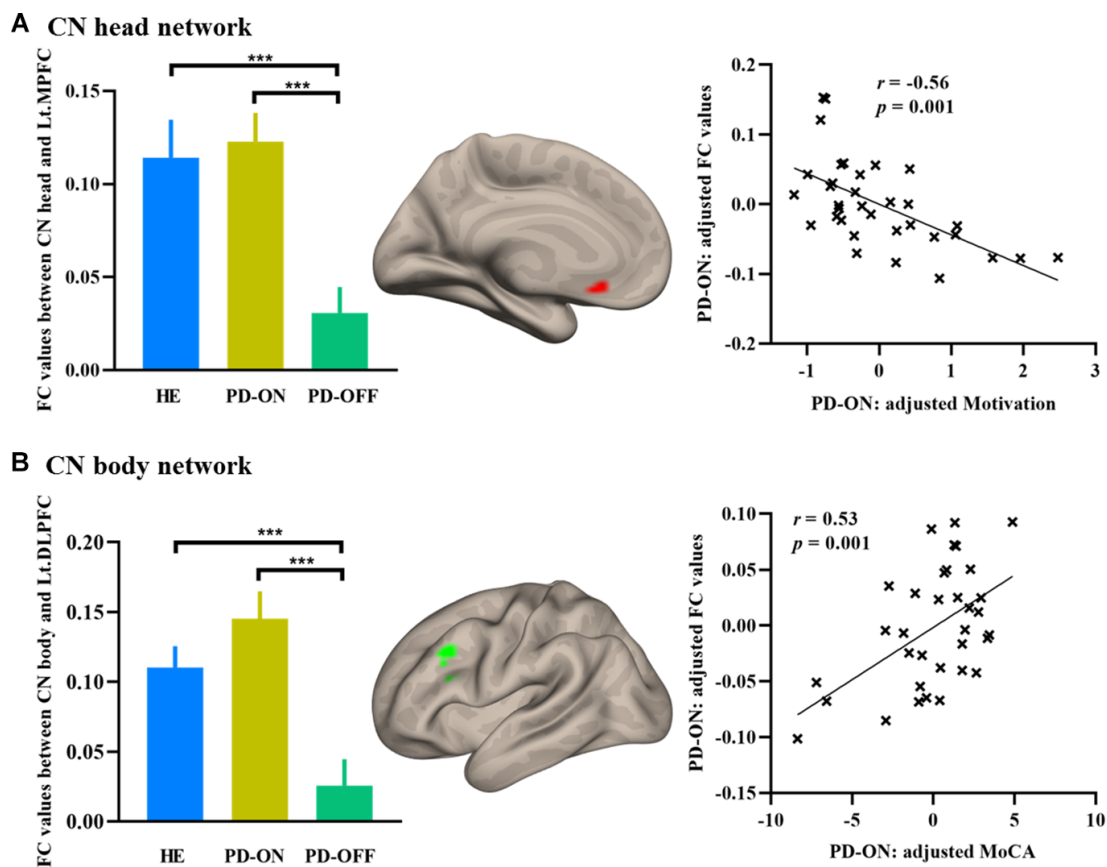 A CN head network
FC values between CN head and Lt.MPFC
0.15
0.10
0.05
0.00
***
***
HE PD-ON PD-OFF
PD-ON: adjusted FC values
0.2
0.1
0.0
-0.1
-0.2
r = -0.56
p = 0.001
-1 0 1 2 3
PD-ON: adjusted Motivation
B CN body network
FC values between CN body and Lt.DLPFC
0.20
0.15
0.10
0.05
0.00
***
***
HE PD-ON PD-OFF
PD-ON: adjusted FC values
0.10
0.05
0.00
-0.05
-0.10
-0.15
r = 0.53
p = 0.001
-10 -5 0 5 10
PD-ON: adjusted MoCA